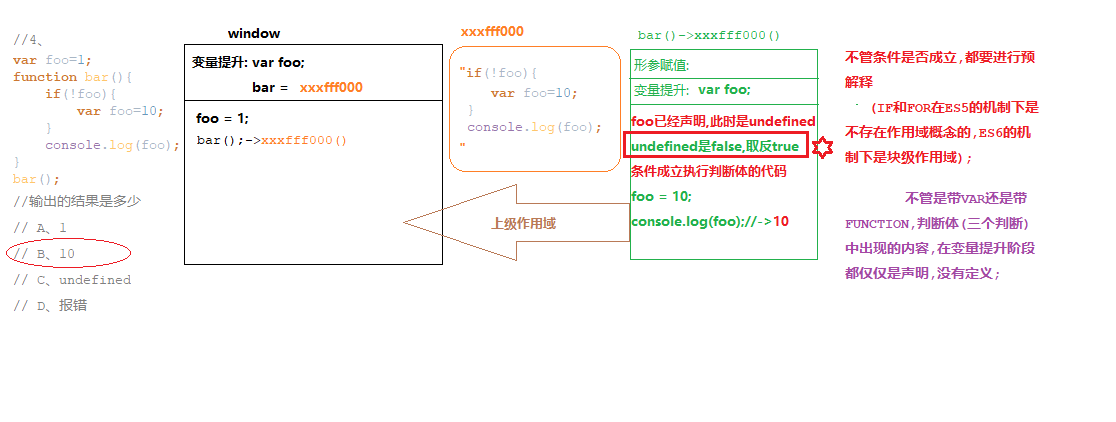 //4、
var foo=1;
function bar(){
if(!foo){
var foo=10;
}
console.log(foo);
}
bar();
//输出的结果是多少
// A、1
// B、10
// C、undefined
// D、报错
window
变量提升: var foo;
bar = xxxfff000
foo = 1;
bar();->xxxfff000()
xxxfff000
"if(!foo){
var foo=10;
}
console.log(foo);
"
上级作用域
bar()->xxxfff000()
形参赋值:
变量提升: var foo;
foo已经声明,此时是undefined
undefined是false,取反true
条件成立执行判断体的代码
foo = 10;
console.log(foo);//->10
不管条件是否成立,都要进行预
解释
(IF和FOR在ES5的机制下是
不存在作用域概念的,ES6的机
制下是块级作用域);
不管是带VAR还是带
FUNCTION,判断体(三个判断)
中出现的内容,在变量提升阶段
都仅仅是声明,没有定义;